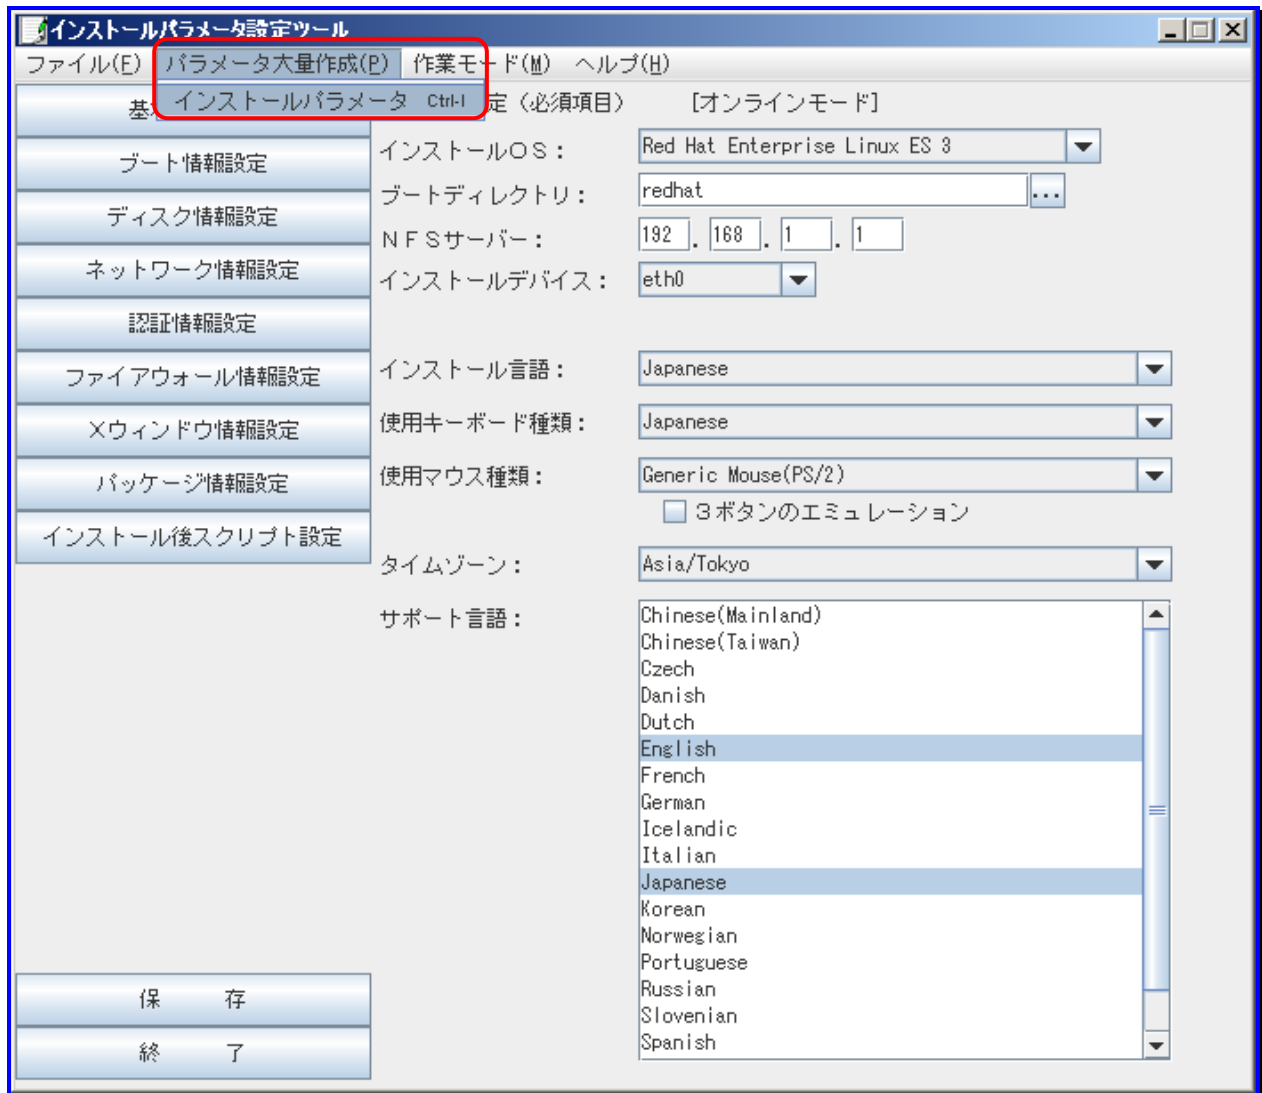 インストールパラメータ設定ツール
ファイル(F) パラメータ大量作成(P) 作業モード(M) ヘルプ(H)
インストールパラメータ Ctrl-I
基
定（必須項目） [オンラインモード]
インストールOS： Red Hat Enterprise Linux ES 3
ブート情報設定
ブートディレクトリ： redhat ...
ディスク情報設定
NFSサーバー： 192 . 168 . 1 . 1
ネットワーク情報設定
インストールデバイス： eth0
認証情報設定
ファイアウォール情報設定
インストール言語： Japanese
Xウィンドウ情報設定
使用キーボード種類： Japanese
パッケージ情報設定
使用マウス種類： Generic Mouse(PS/2)
3ボタンのエミュレーション
インストール後スクリプト設定
タイムゾーン： Asia/Tokyo
サポート言語： Chinese(Mainland)
Chinese(Taiwan)
Czech
Danish
Dutch
English
French
German
Icelandic
Italian
Japanese
Korean
Norwegian
Portuguese
Russian
Slovenian
Spanish
保 存
終 了